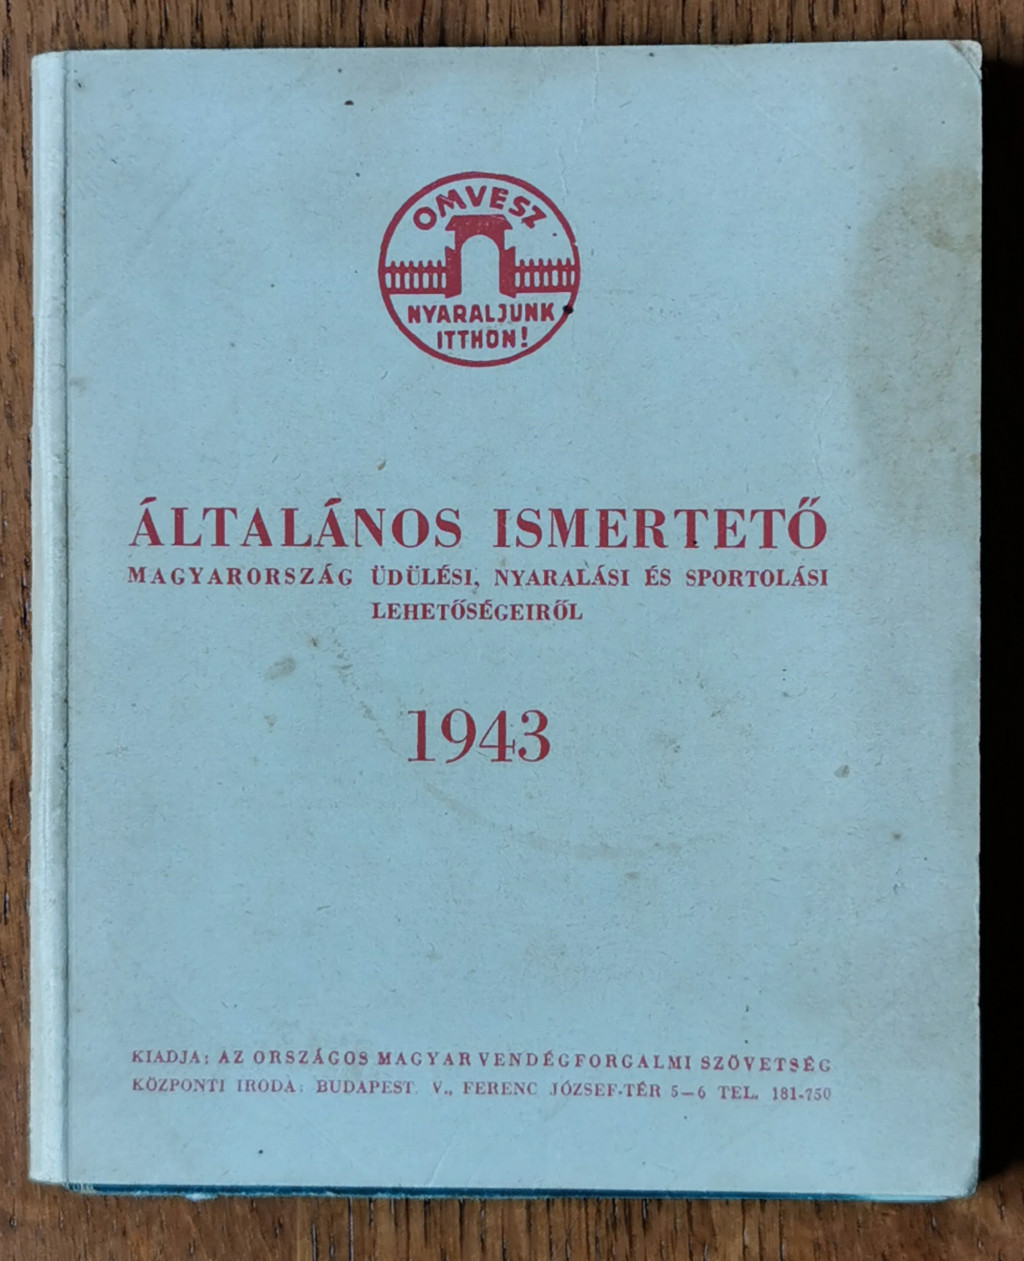 OMVESZ
NYARALJUNK
ITTHON!
ÁLTALÁNOS ISMERTETŐ
MAGYARORSZÁG ÜDÜLÉSI, NYARALÁSI ÉS SPORTOLÁSI
LEHETŐSÉGEIRŐL
1943
KIADJA: AZ ORSZÁGOS MAGYAR VENDÉGFORGALMI SZÖVETSÉG
KÖZPONTI IRODA: BUDAPEST V., FERENC JÓZSEF-TÉR 5—6 TEL. 181-750